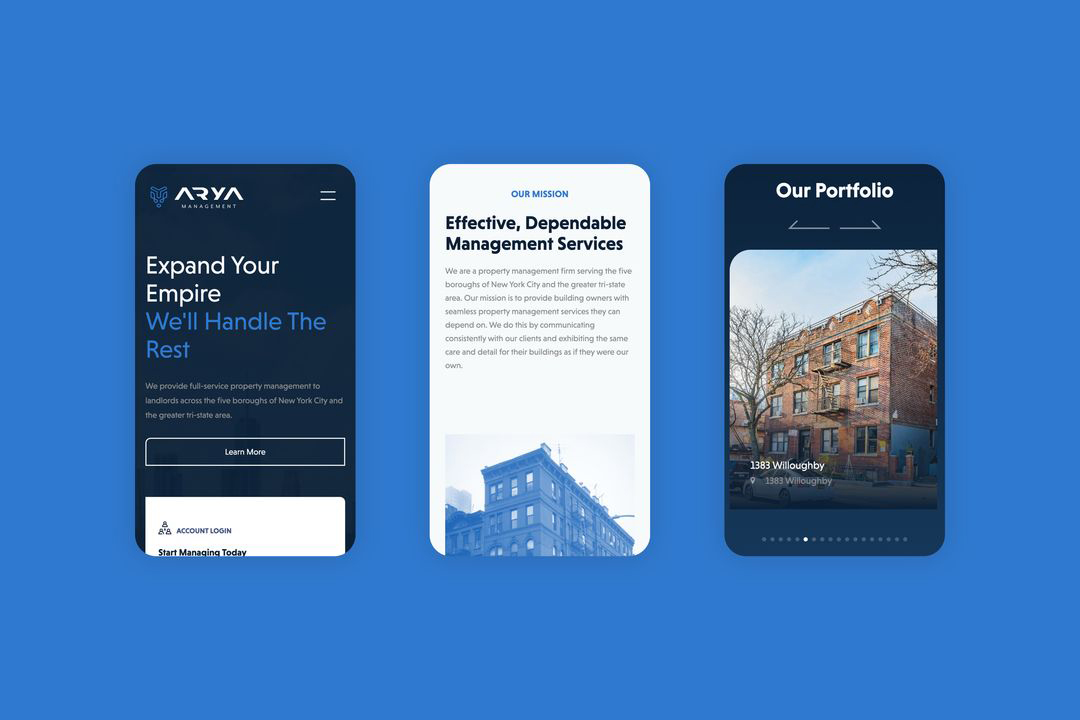 ARYA
MANAGEMENT
Expand Your
Empire
We'll Handle The
Rest
We provide full-service property management to
landlords across the five boroughs of New York City and
the greater tri-state area.
Learn More
ACCOUNT LOGIN
Start Managing Today
OUR MISSION
Effective, Dependable
Management Services
We are a property management firm serving the five
boroughs of New York City and the greater tri-state
area. Our mission is to provide building owners with
seamless property management services they can
depend on. We do this by communicating
consistently with our clients and exhibiting the same
care and detail for their buildings as if they were our
own.
Our Portfolio
1383 Willoughby
1383 Willoughby